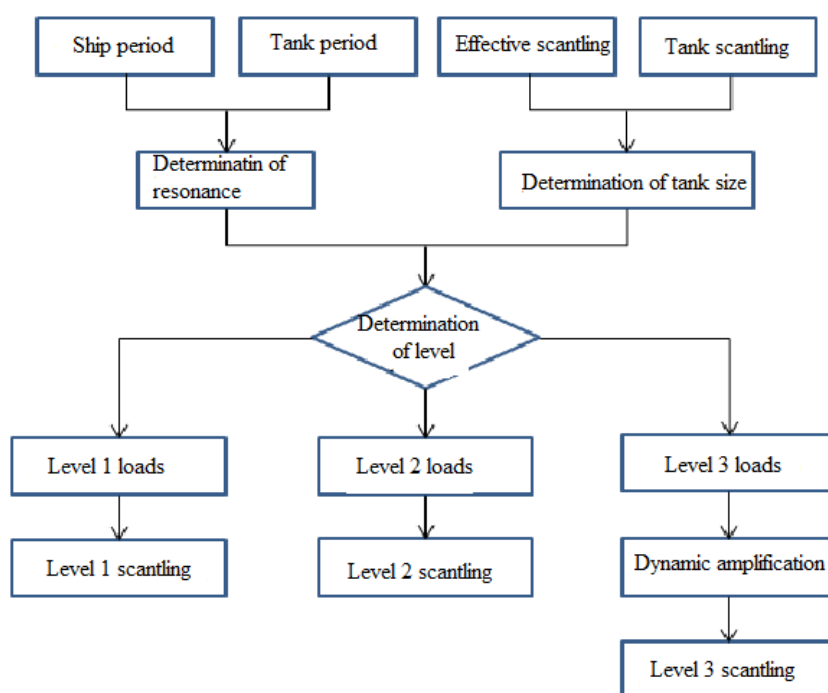 Ship period
Tank period
Effective scantling
Tank scantling
Determinatin of
resonance
Determination of tank size
Determination
of level
Level 1 loads
Level 2 loads
Level 3 loads
Level 1 scantling
Level 2 scantling
Dynamic amplification
Level 3 scantling